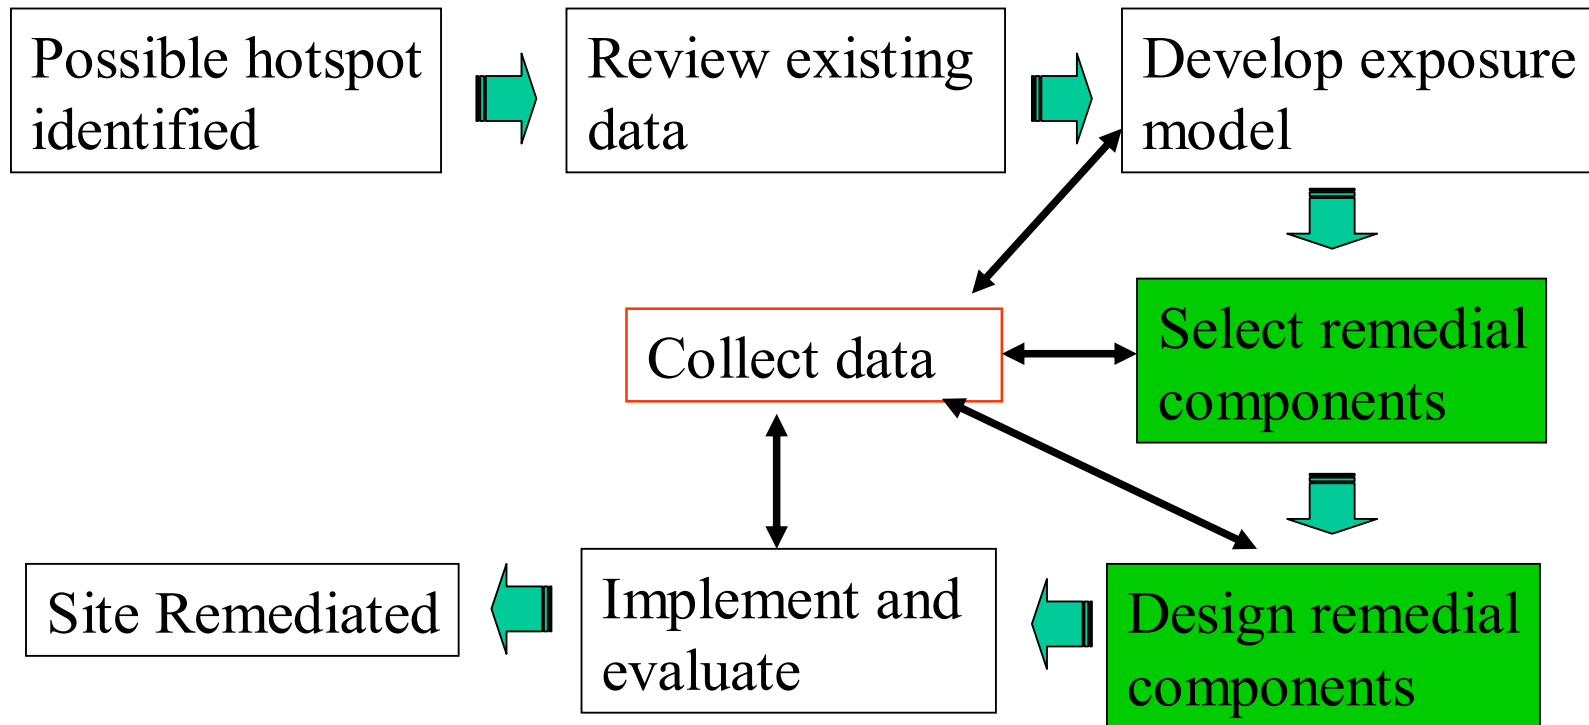 Possible hotspot
identified
Review existing
data
Develop exposure
model
Select remedial
components
Collect data
Design remedial
components
Implement and
evaluate
Site Remediated